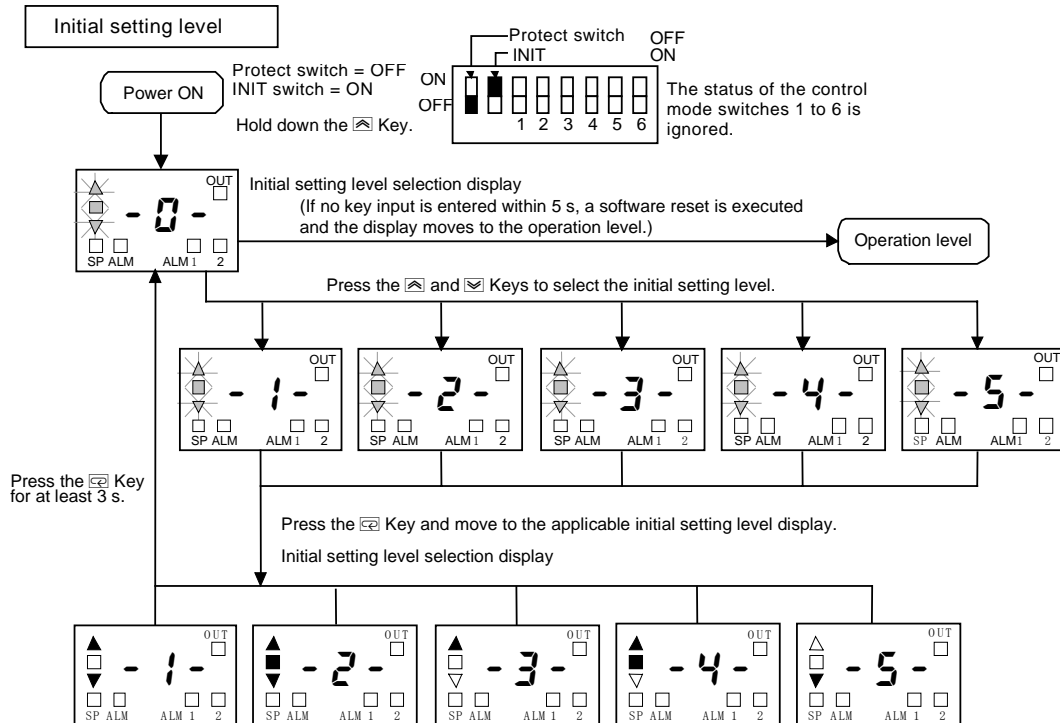 Initial setting level
Protect switch OFF
INIT ON
Power ON
Protect switch = OFF
INIT switch = ON
Hold down the Key.
ON
OFF
1 2 3 4 5 6
The status of the control
mode switches 1 to 6 is
ignored.
OUT
-0-
SP ALM ALM 1 2
Initial setting level selection display
(If no key input is entered within 5 s, a software reset is executed
and the display moves to the operation level.)
Operation level
Press the and Keys to select the initial setting level.
OUT
-1-
SP ALM ALM 1 2
OUT
-2-
SP ALM ALM 1 2
OUT
-3-
SP ALM ALM 1 2
OUT
-4-
SP ALM ALM 1 2
OUT
-5-
SP ALM ALM1 2
Press the Key
for at least 3 s.
Press the Key and move to the applicable initial setting level display.
Initial setting level selection display
OUT
-1-
SP ALM ALM 1 2
OUT
-2-
SP ALM ALM 1 2
OUT
-3-
SP ALM ALM 1 2
OUT
-4-
SP ALM ALM 1 2
OUT
-5-
SP ALM ALM 1 2